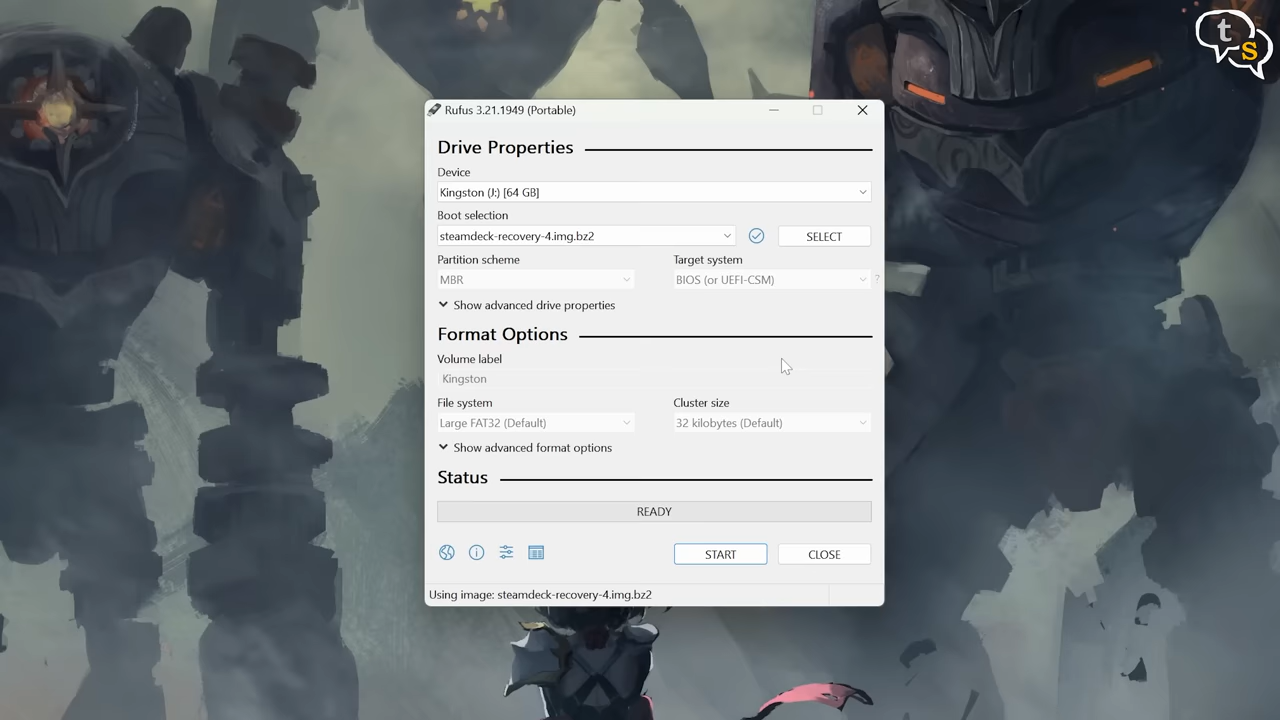 ts
Rufus 3.21.1949 (Portable)
Drive Properties
Device
Kingston (J:) [64 GB]
Boot selection
steamdeck-recovery-4.img.bz2
SELECT
Partition scheme
Target system
MBR
BIOS (or UEFI-CSM)
?
Show advanced drive properties
Format Options
Volume label
Kingston
File system
Cluster size
Large FAT32 (Default)
32 kilobytes (Default)
Show advanced format options
Status
READY
START
CLOSE
Using image: steamdeck-recovery-4.img.bz2